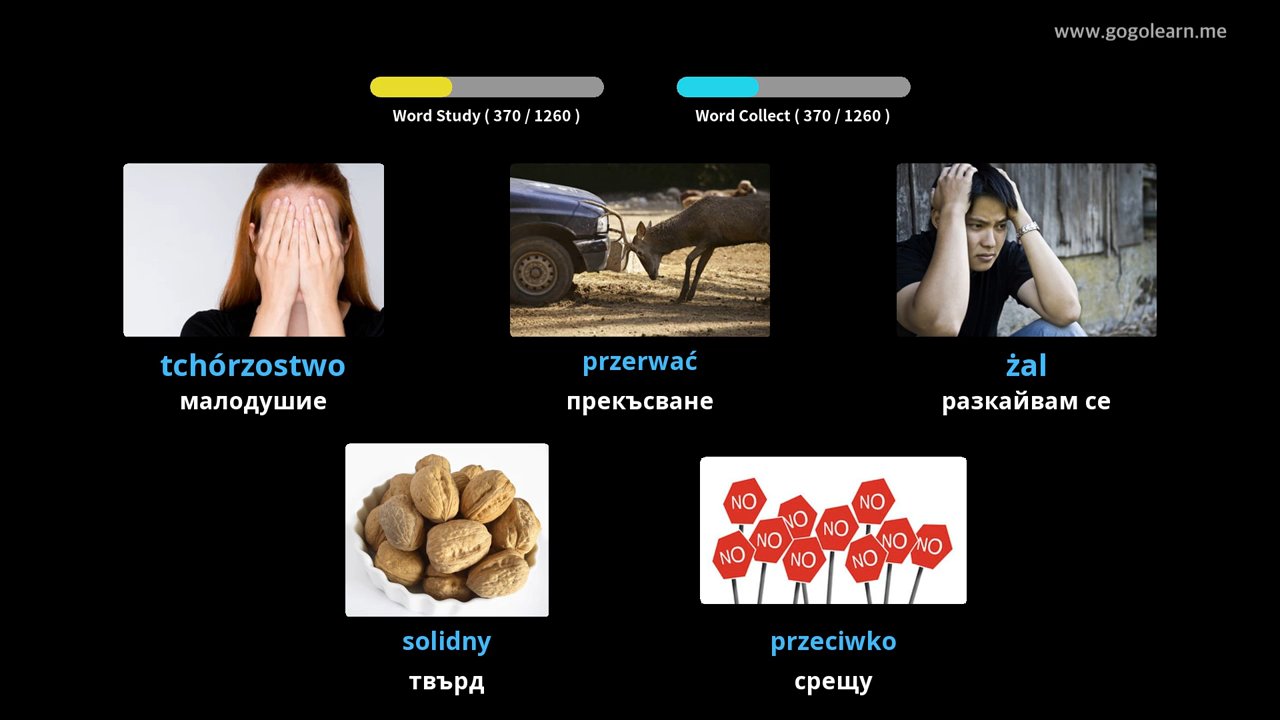 www.gogolearn.me
Word Study ( 370 / 1260 )
Word Collect ( 370 / 1260 )
tchórzostwo
przerwać
żal
малодушие
прекъсване
разкайвам се
NO
NO
NO
NO
NO
NO
NO
NO
NO
NO
solidny
przeciwko
твърд
срещу